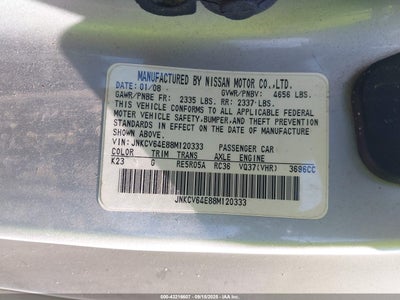 MANUFACTURED BY NISSAN MOTOR CO.,LTD.
DATE: 01/08 GVWR/PNBV: 4656 LBS.
GAWR/PNBE FR: 2335 LBS. RR: 2337 LBS.
THIS VEHICLE CONFORMS TO ALL APPLICABLE FEDERAL
MOTOR VEHICLE SAFETY,BUMPER,AND THEFT PREVENTION
STANDARDS IN EFFECT ON THE DATE OF MANUFACTURE
SHOWN ABOVE.
VIN: JNKCV64E88M120333 PASSENGER CAR
COLOR TRIM TRANS AXLE ENGINE
K23 G RE5R05A RC36 VQ37(VHR) 3696CC
JNKCV64E88M120333